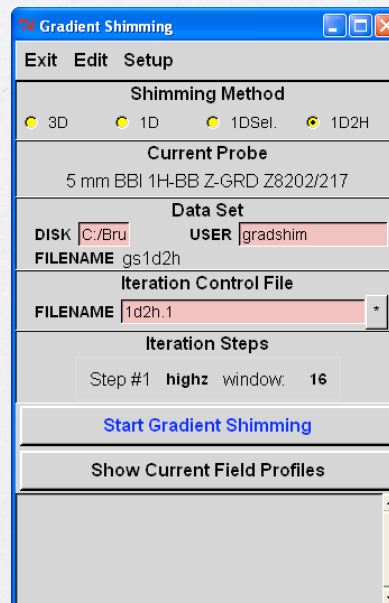 Gradient Shimming
Exit Edit Setup
Shimming Method
3D 1D 1DSel. 1D2H
Current Probe
5 mm BBI 1H-BB Z-GRD Z8202/217
Data Set
DISK C:/Bru USER gradshim
FILENAME gs1d2h
Iteration Control File
FILENAME 1d2h.1 *
Iteration Steps
Step #1 highz window: 16
Start Gradient Shimming
Show Current Field Profiles